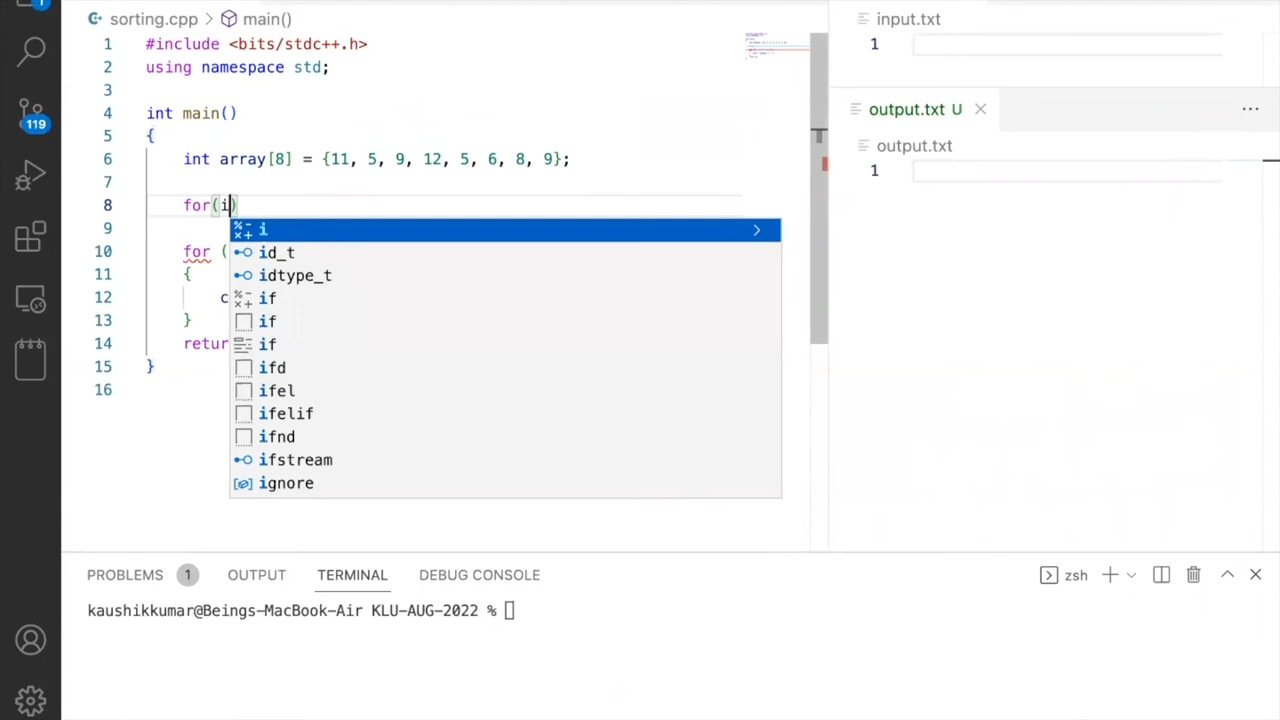 1
119
sorting.cpp > main()
1 #include <bits/stdc++.h>
2 using namespace std;
3
4 int main()
5 {
6 int array[8] = {11, 5, 9, 12, 5, 6, 8, 9};
7
8 for(i)
9
10 for (
11 {
12 c
13 }
14 retur
15 }
16
i
id_t
idtype_t
if
if
if
ifd
ifel
ifelif
ifnd
ifstream
ignore
input.txt
1
output.txt U
output.txt
1
PROBLEMS 1 OUTPUT TERMINAL DEBUG CONSOLE
zsh
kaushikkumar@Beings-MacBook-Air KLU-AUG-2022 %